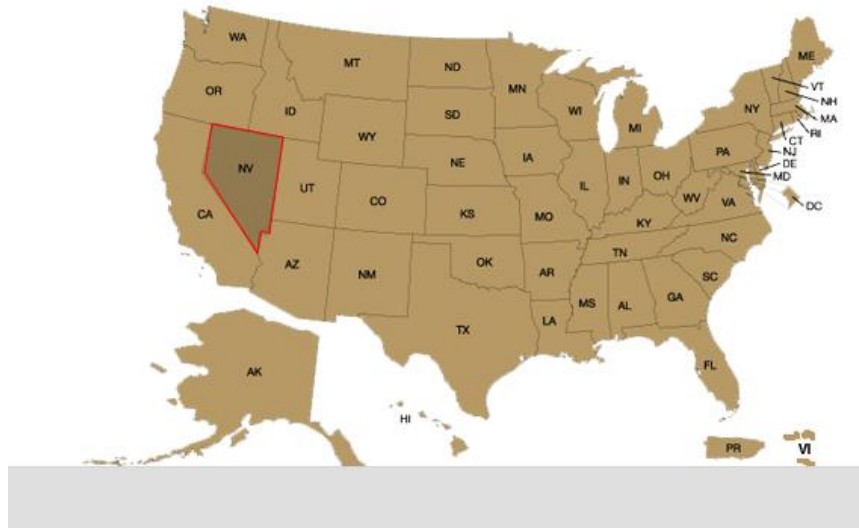 WA
MT
ND
MN
ME
OR
ID
SD
WI
NY
VT
NH
MA
RI
CT
WY
MI
PA
NJ
DE
MD
NV
UT
NE
IA
IL
IN
OH
WV
VA
DC
CA
CO
KS
MO
KY
NC
TN
AZ
NM
OK
AR
SC
MS
AL
GA
TX
LA
FL
AK
HI
PR
VI